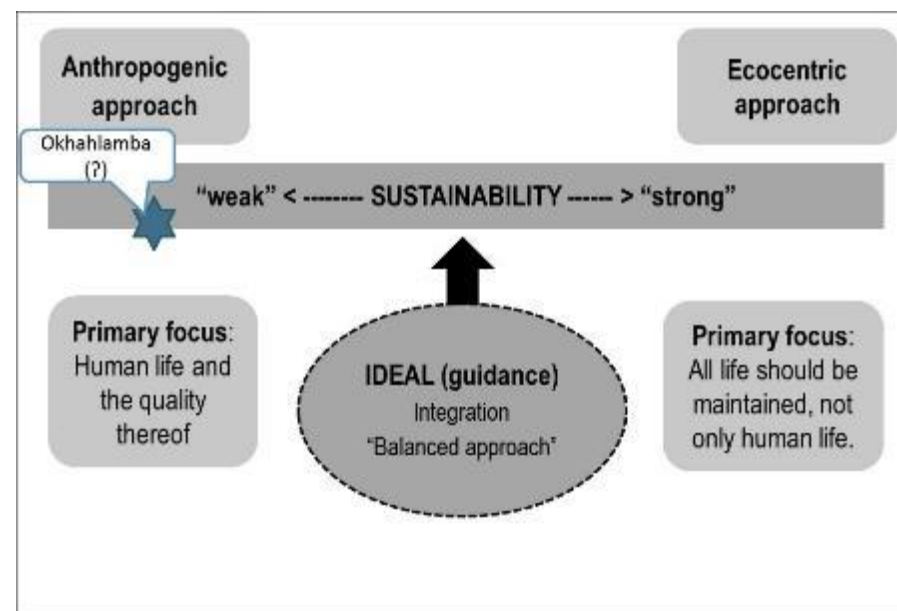 Anthropogenic
approach
Ecocentric
approach
Okhahlamba
(?)
“weak” < -------- SUSTAINABILITY ------ > “strong”
Primary focus:
Human life and
the quality
thereof
IDEAL (guidance)
Integration
“Balanced approach”
Primary focus:
All life should be
maintained, not
only human life.